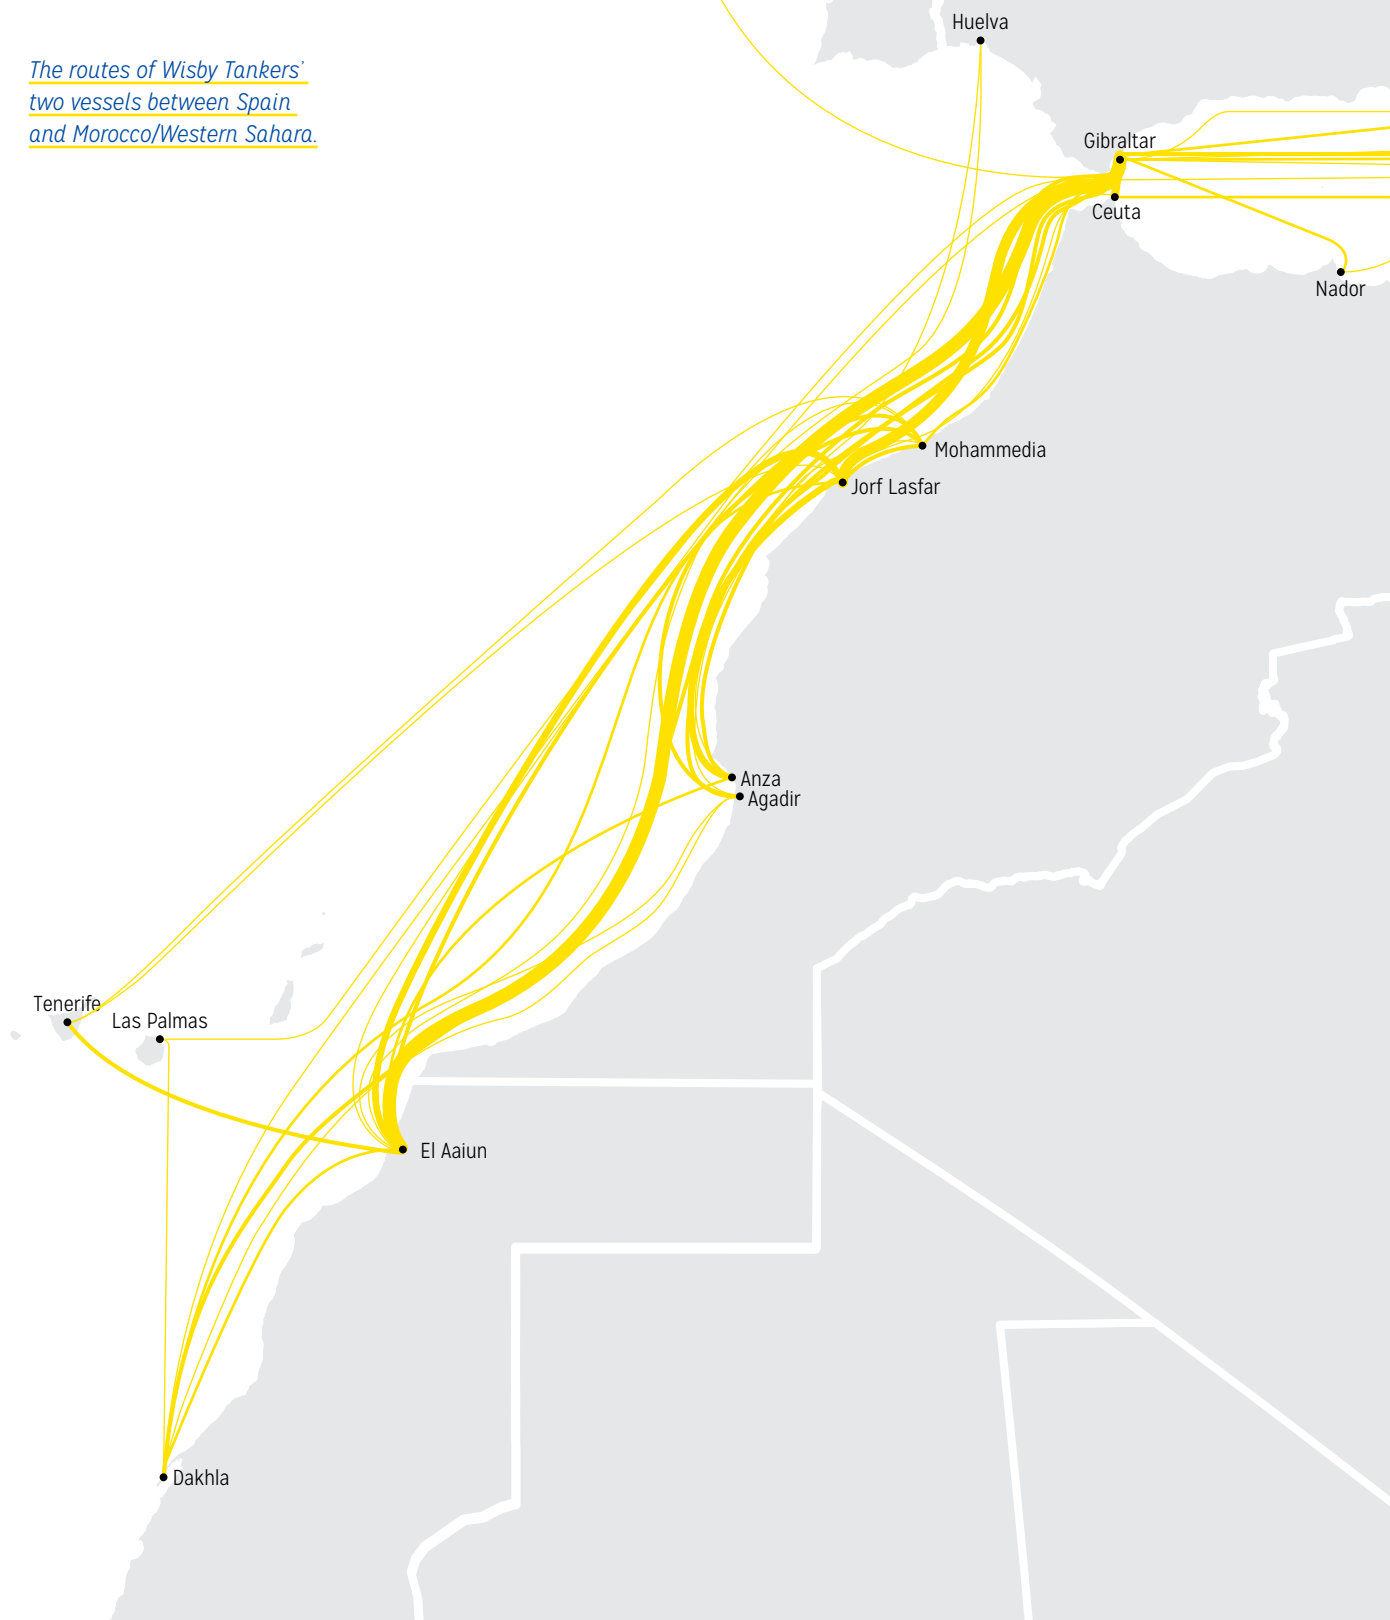 The routes of Wisby Tankers’
two vessels between Spain
and Morocco/Western Sahara.
Huelva
Gibraltar
Ceuta
Nador
Mohammedia
Jorf Lasfar
Anza
Agadir
Tenerife
Las Palmas
El Aaiun
Dakhla